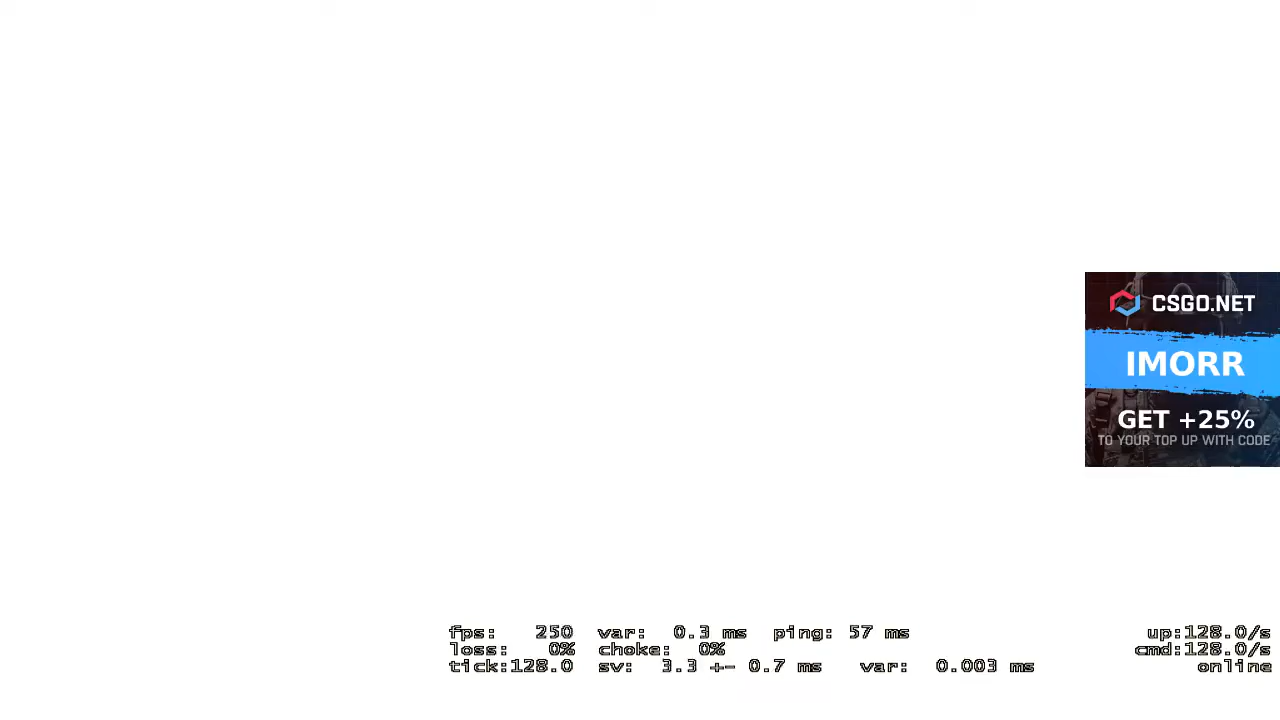 CSGO.NET
IMORR
GET +25%
TO YOUR TOP UP WITH CODE
fps: 250 var: 0.3 ms ping: 57 ms up:128.0/s
loss: 0% choke: 0% cmd:128.0/s
tick:128.0 sv: 3.3 +- 0.7 ms var: 0.003 ms online